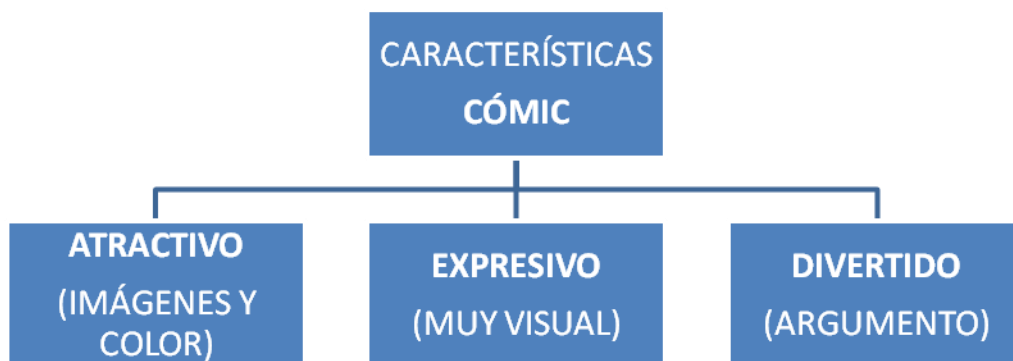 CARACTERÍSTICAS
CÓMIC
ATRACTIVO
(IMÁGENES Y
COLOR)
EXPRESIVO
(MUY VISUAL)
DIVERTIDO
(ARGUMENTO)